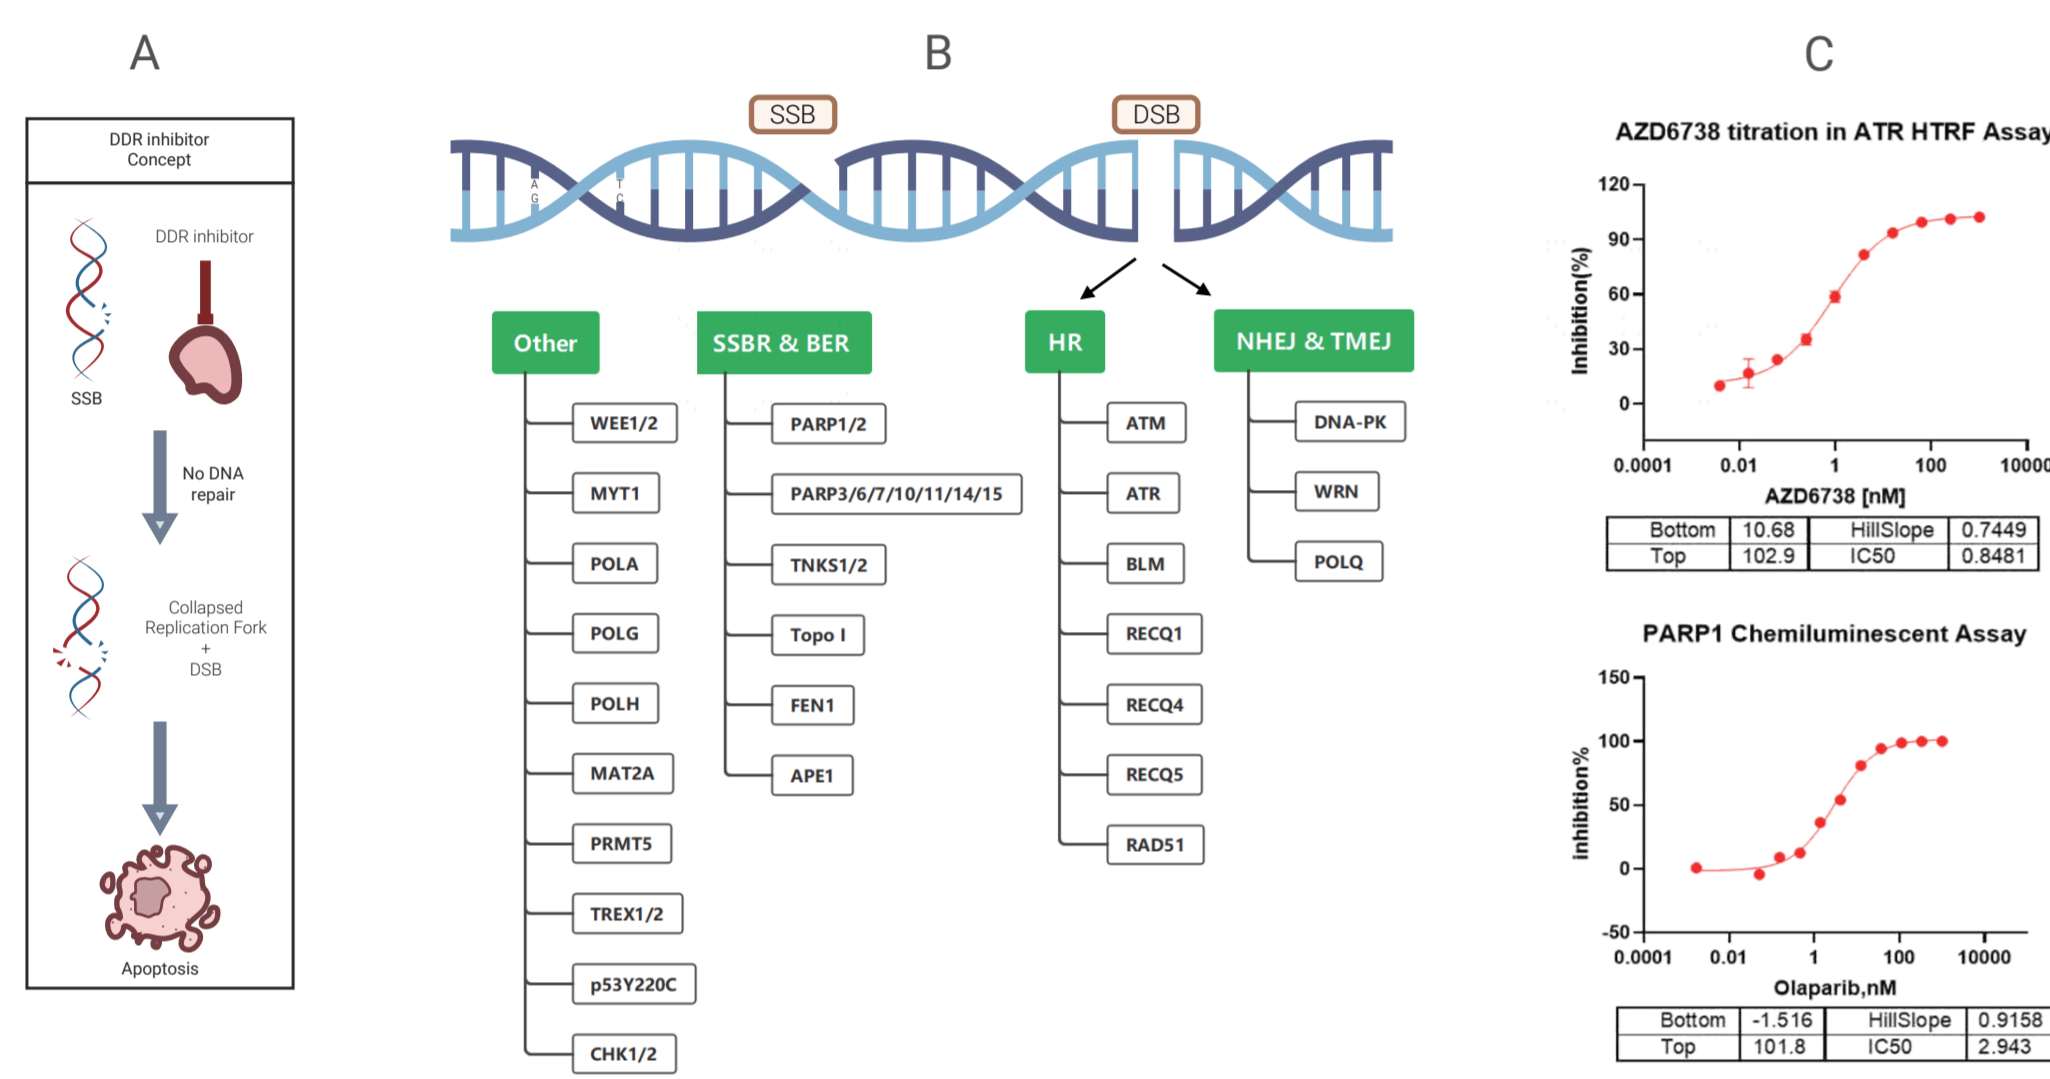 A
DDR inhibitor
Concept
DDR inhibitor
SSB
No DNA
repair
Collapsed
Replication Fork
+
DSB
Apoptosis
B
SSB
DSB
A
G
T
C
Other
WEE1/2
MYT1
POLA
POLG
POLH
MAT2A
PRMT5
TREX1/2
p53Y220C
CHK1/2
SSBR & BER
PARP1/2
PARP3/6/7/10/11/14/15
TNKS1/2
Topo I
FEN1
APE1
HR
ATM
ATR
BLM
RECQ1
RECQ4
RECQ5
RAD51
NHEJ & TMEJ
DNA-PK
WRN
POLQ
C
AZD6738 titration in ATR HTRF Assay
Inhibition(%)
120
90
60
30
0
0.0001 0.01 1 100 10000
AZD6738 [nM]
Bottom 10.68 HillSlope 0.7449
Top 102.9 IC50 0.8481
PARP1 Chemiluminescent Assay
inhibition%
150
100
50
0
-50
0.0001 0.01 1 100 10000
Olaparib,nM
Bottom -1.516 HillSlope 0.9158
Top 101.8 IC50 2.943